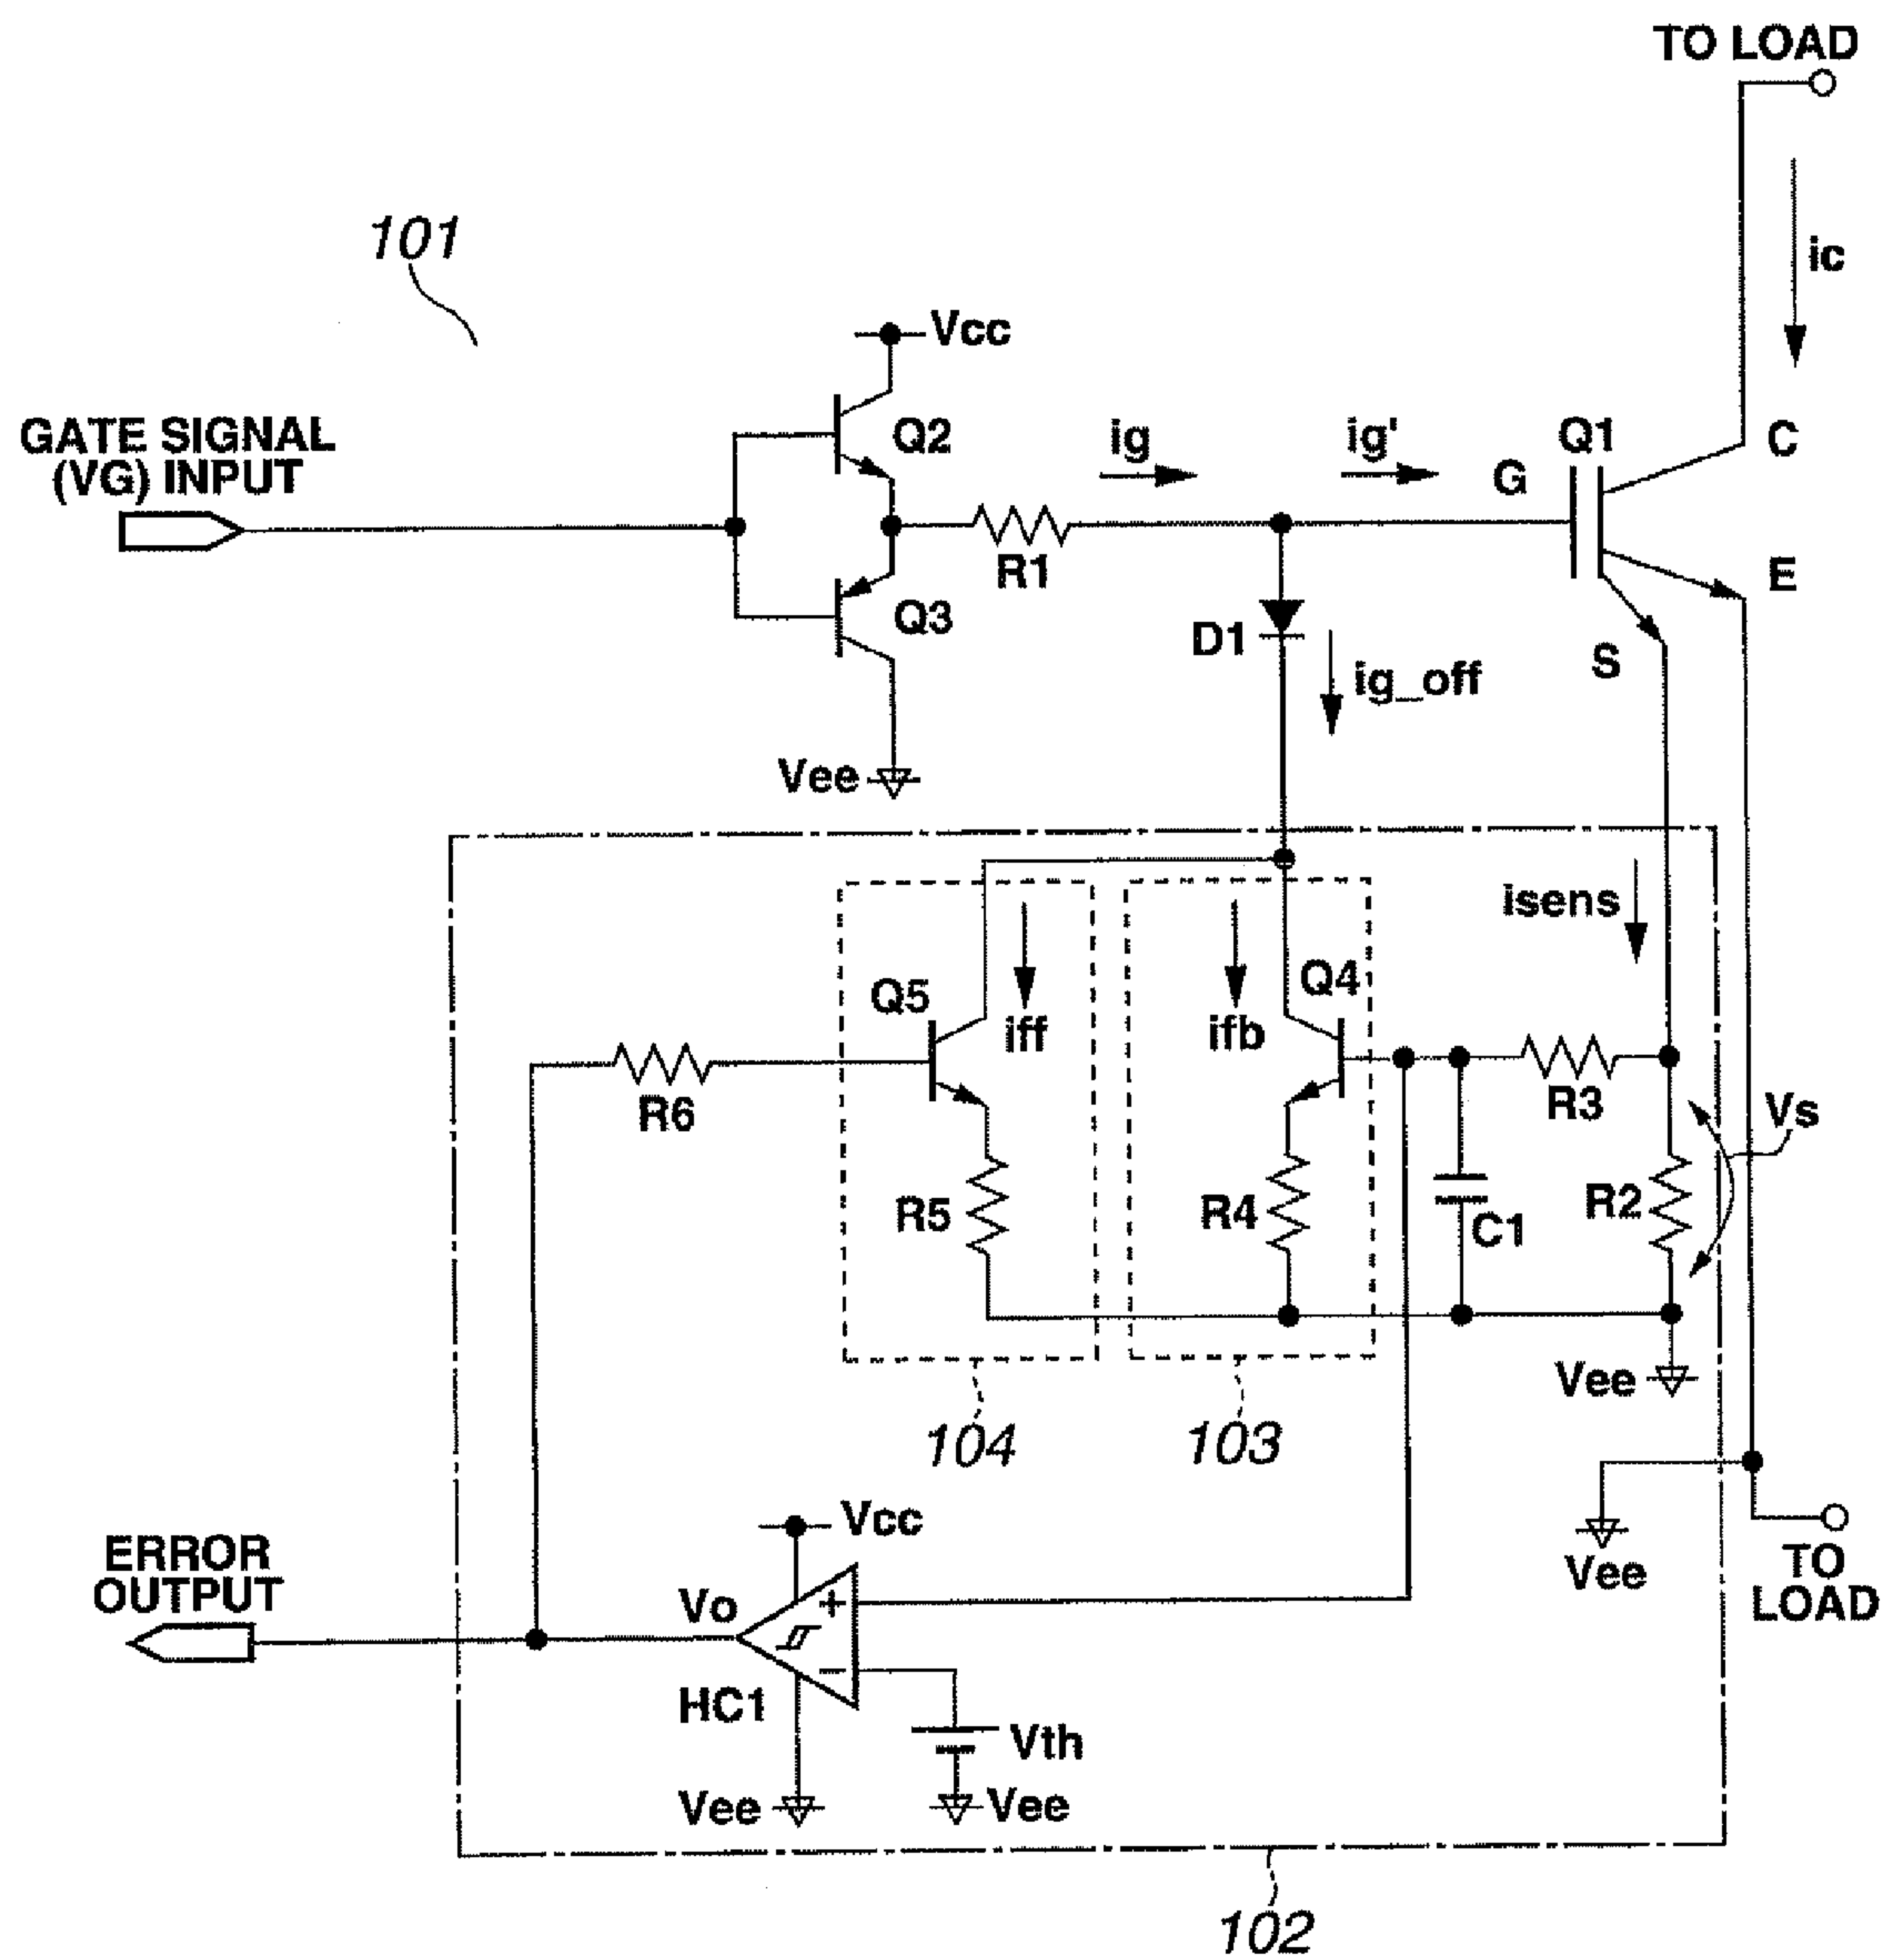 TO LOAD
101
ic
Vcc
GATE SIGNAL
(VG) INPUT
Q2
ig
ig'
Q1
C
G
R1
E
Q3
D1
S
ig_off
Vee
isens
Q5
iff
ifb
Q4
R6
R3
Vs
R5
R4
C1
R2
Vee
104
103
Vcc
ERROR
OUTPUT
Vo
+
−
HC1
Vee
TO
LOAD
Vth
Vee
Vee
102